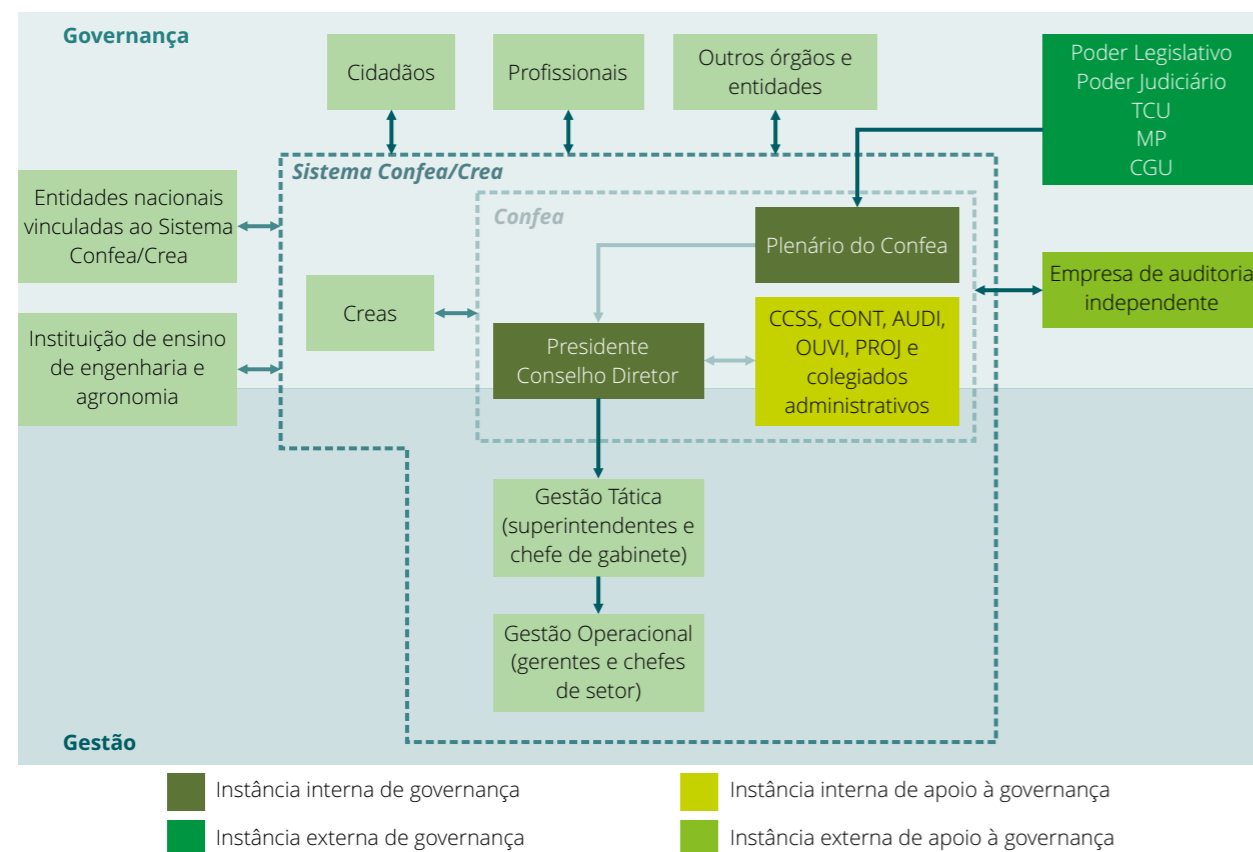 Governança
Cidadãos
Profissionais
Outros órgãos e
entidades
Poder Legislativo
Poder Judiciário
TCU
MP
CGU
Sistema Confea/Crea
Entidades nacionais
vinculadas ao Sistema
Confea/Crea
Confea
Plenário do Confea
Empresa de auditoria
independente
Creas
Instituição de ensino
de engenharia e
agronomia
Presidente
Conselho Diretor
CCSS, CONT, AUDI,
OUVI, PROJ e
colegiados
administrativos
Gestão Tática
(superintendentes e
chefe de gabinete)
Gestão Operacional
(gerentes e chefes
de setor)
Gestão
Instância interna de governança
Instância interna de apoio à governança
Instância externa de governança
Instância externa de apoio à governança